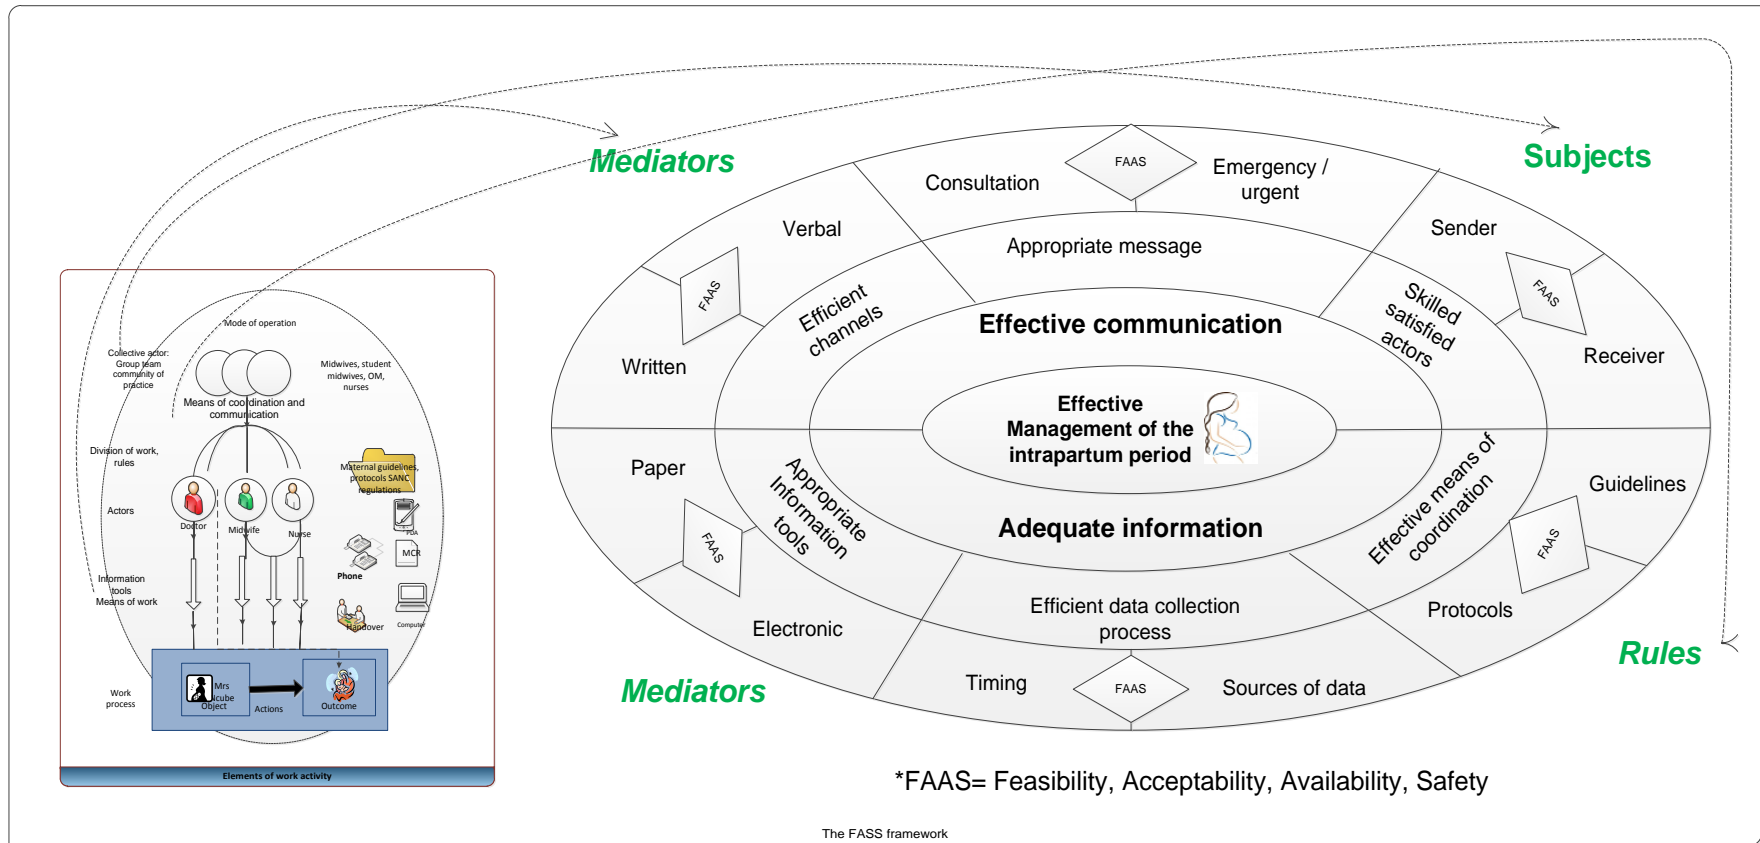 Mediators
Subjects
Consultation
FAAS
Emergency /
urgent
Verbal
Sender
Appropriate message
FAAS
FAAS
Efficient
channels
Skilled
satisfied
actors
Effective communication
Written
Receiver
Effective
Management of the
intrapartum period
Paper
Guidelines
Appropriate
Information
tools
Effective means of
coordination
Adequate information
FAAS
FAAS
Efficient data collection
process
Protocols
Electronic
Timing
FAAS
Sources of data
Mediators
Rules
*FAAS= Feasibility, Acceptability, Availability, Safety
Mode of operation
Collective actor:
Group team
community of
practice
Midwives, student
midwives, OM,
nurses
Means of coordination and
communication
Division of work,
rules
Maternal guidelines,
protocols SANC
regulations
Actors
Doctor
Midwife
Nurse
PDA
MCR
Phone
Information
tools
Means of work
Handover
Computer
Work
process
Mrs
Ncube
Object
Actions
Outcome
Elements of work activity
The FASS framework